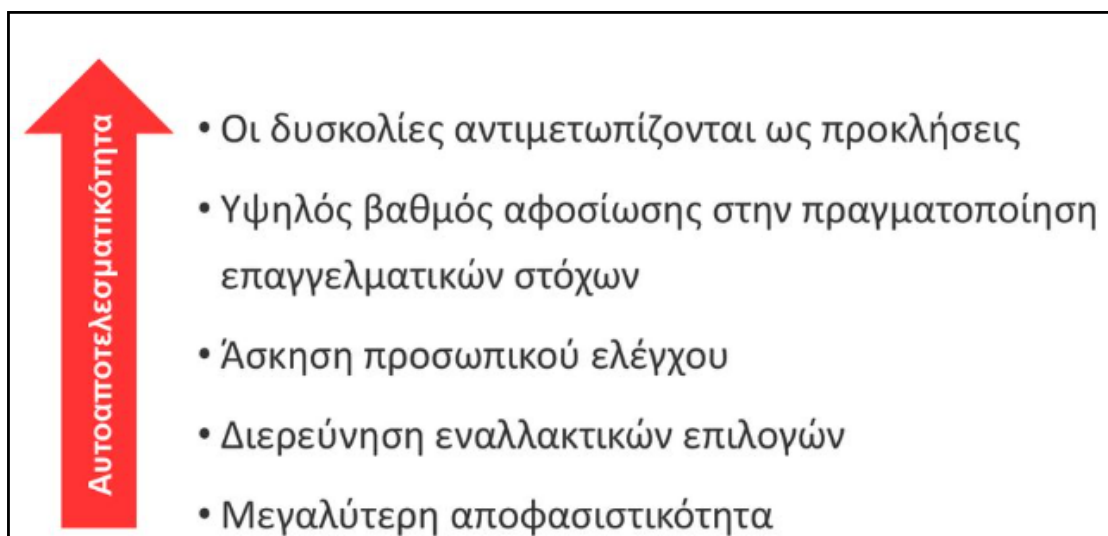 Αυτοαποτελεσματικότητα
• Οι δυσκολίες αντιμετωπίζονται ως προκλήσεις
• Υψηλός βαθμός αφοσίωσης στην πραγματοποίηση
επαγγελματικών στόχων
• Άσκηση προσωπικού ελέγχου
• Διερεύνηση εναλλακτικών επιλογών
• Μεγαλύτερη αποφασιστικότητα